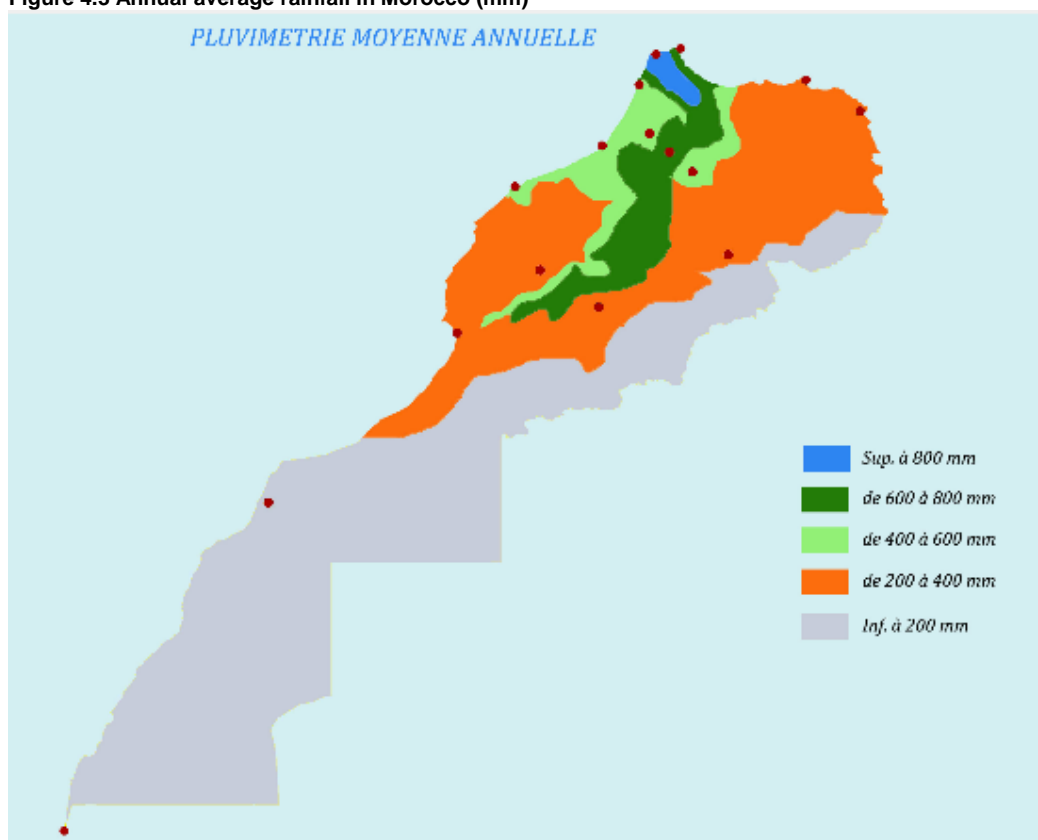 Figure 4.5 Annual average rainfall in Morocco (mm)
PLUVIMETRIE MOYENNE ANNUELLE
Sup. à 800 mm
de 600 à 800 mm
de 400 à 600 mm
de 200 à 400 mm
Inf. à 200 mm